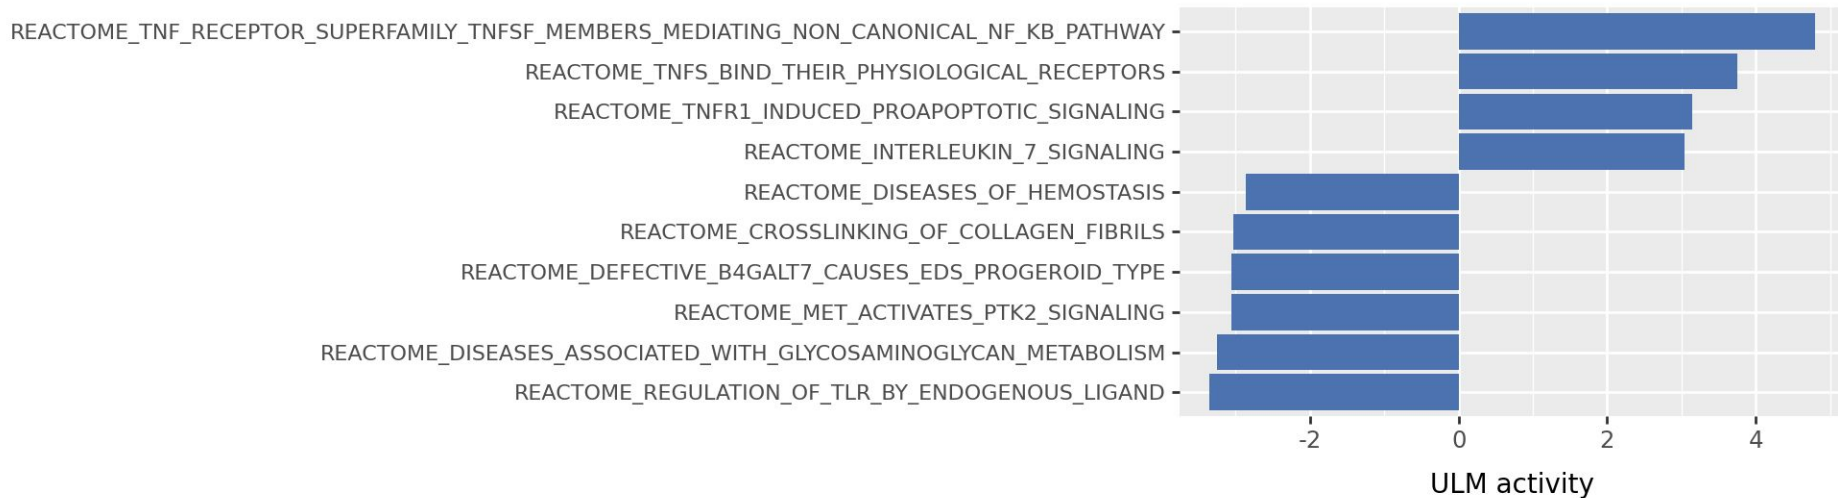 REACTOME_TNF_RECEPTOR_SUPERFAMILY_TNFSF_MEMBERS_MEDIATING_NON_CANONICAL_NF_KB_PATHWAY
REACTOME_TNFS_BIND_THEIR_PHYSIOLOGICAL_RECEPTORS
REACTOME_TNFR1_INDUCED_PROAPOPTOTIC_SIGNALING
REACTOME_INTERLEUKIN_7_SIGNALING
REACTOME_DISEASES_OF_HEMOSTASIS
REACTOME_CROSSLINKING_OF_COLLAGEN_FIBRILS
REACTOME_DEFECTIVE_B4GALT7_CAUSES_EDS_PROGEROID_TYPE
REACTOME_MET_ACTIVATES_PTK2_SIGNALING
REACTOME_DISEASES_ASSOCIATED_WITH_GLYCOSAMINOGLYCAN_METABOLISM
REACTOME_REGULATION_OF_TLR_BY_ENDOGENOUS_LIGAND
-2 0 2 4
ULM activity